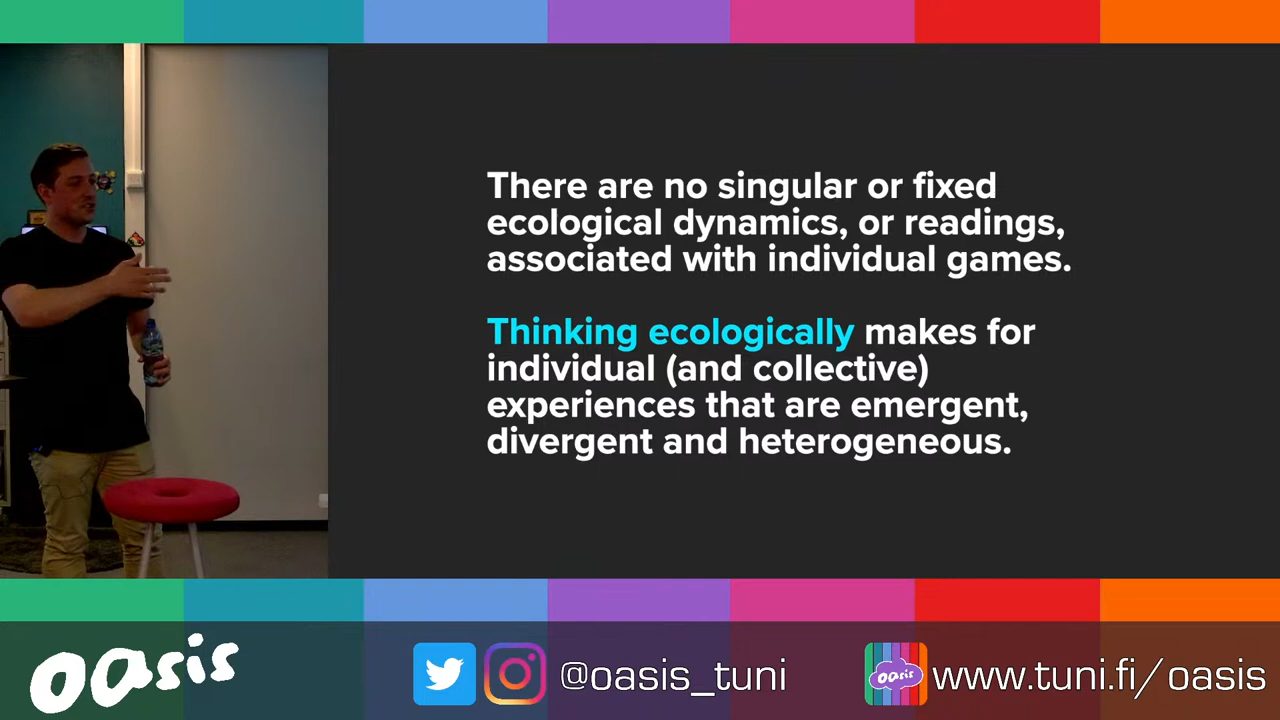 There are no singular or fixed
ecological dynamics, or readings,
associated with individual games.
Thinking ecologically makes for
individual (and collective)
experiences that are emergent,
divergent and heterogeneous.
oasis
@oasis_tuni
oasis
www.tuni.fi/oasis